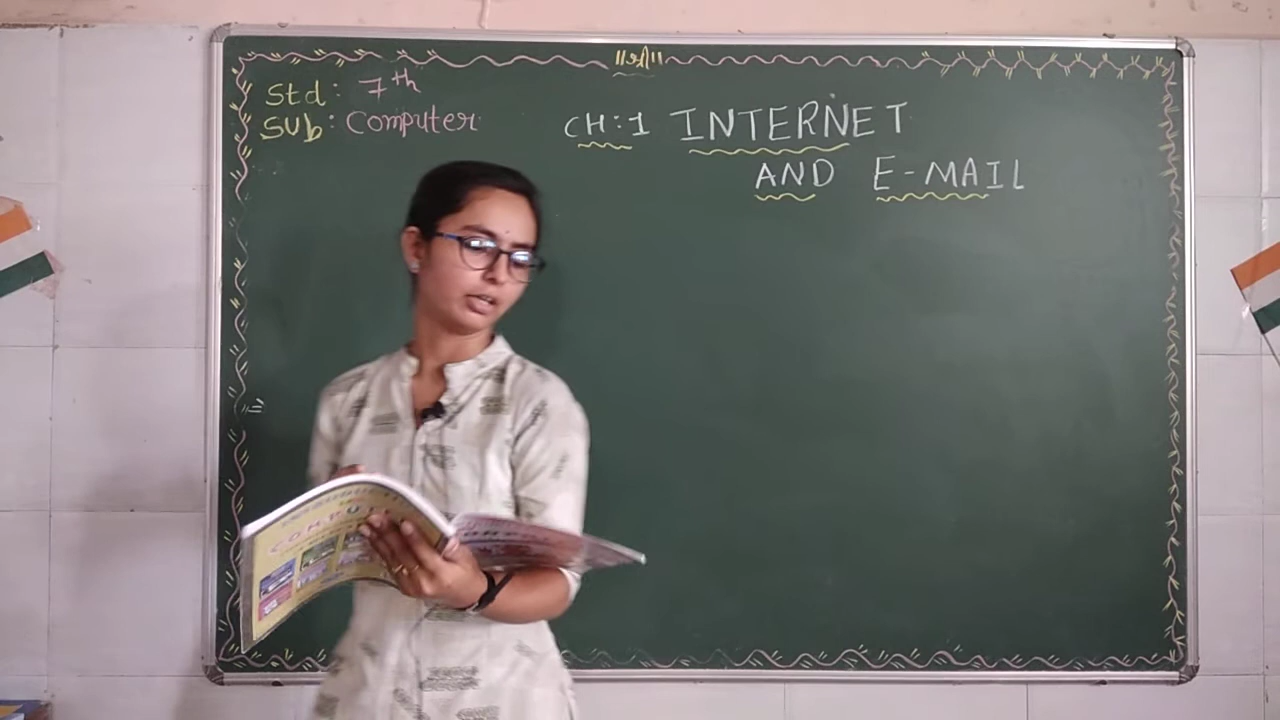 ॥श्री॥
Std: 7th
Sub: Computer
CH:1 INTERNET
AND E-MAIL